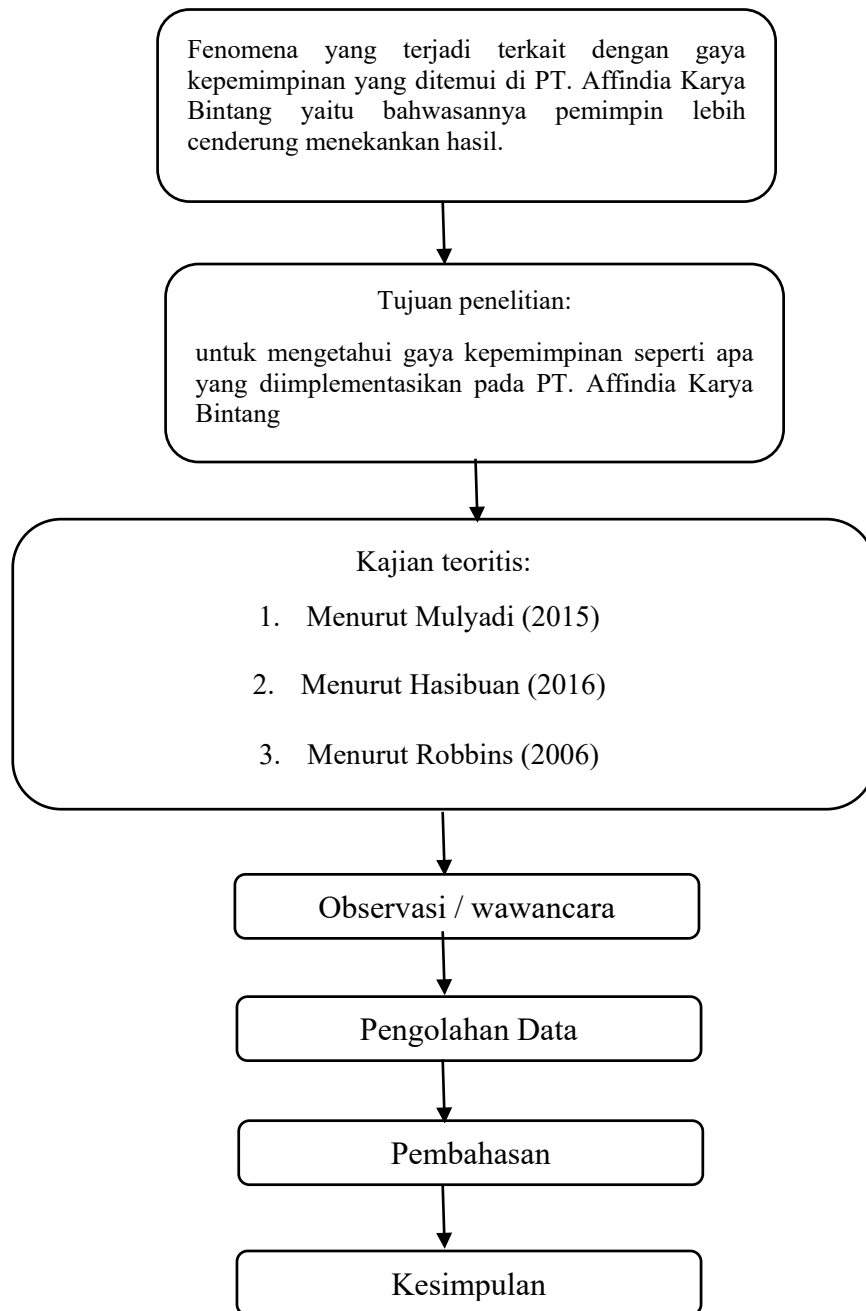 Fenomena yang terjadi terkait dengan gaya
kepemimpinan yang ditemui di PT. Affindia Karya
Bintang yaitu bahwasannya pemimpin lebih
cenderung menekankan hasil.
Tujuan penelitian:
untuk mengetahui gaya kepemimpinan seperti apa
yang diimplementasikan pada PT. Affindia Karya
Bintang
Kajian teoritis:
1. Menurut Mulyadi (2015)
2. Menurut Hasibuan (2016)
3. Menurut Robbins (2006)
Observasi / wawancara
Pengolahan Data
Pembahasan
Kesimpulan